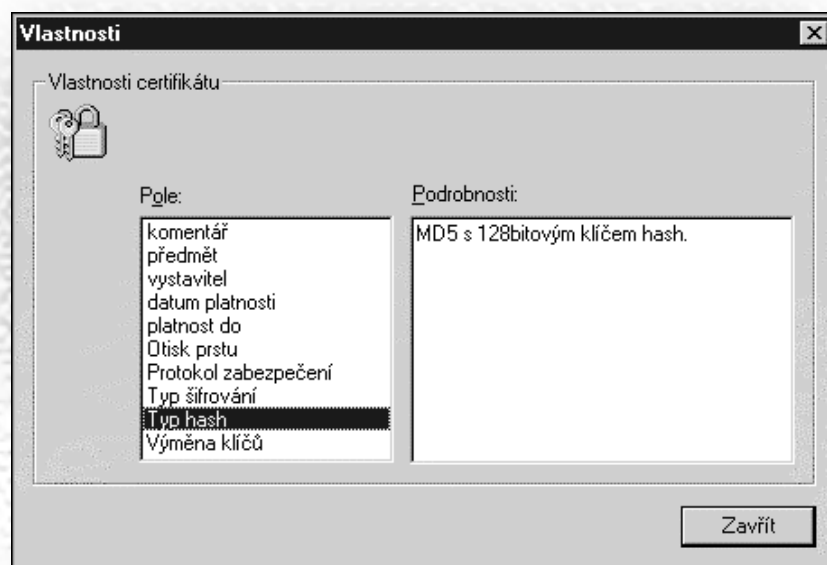 Vlastnosti
Vlastnosti certifikátu
Pole:
komentář
předmět
vystavitel
datum platnosti
platnost do
Otisk prstu
Protokol zabezpečení
Typ šifrování
Typ hash
Výměna klíčů
Podrobnosti:
MD5 s 128bitovým klíčem hash.
Zavřít